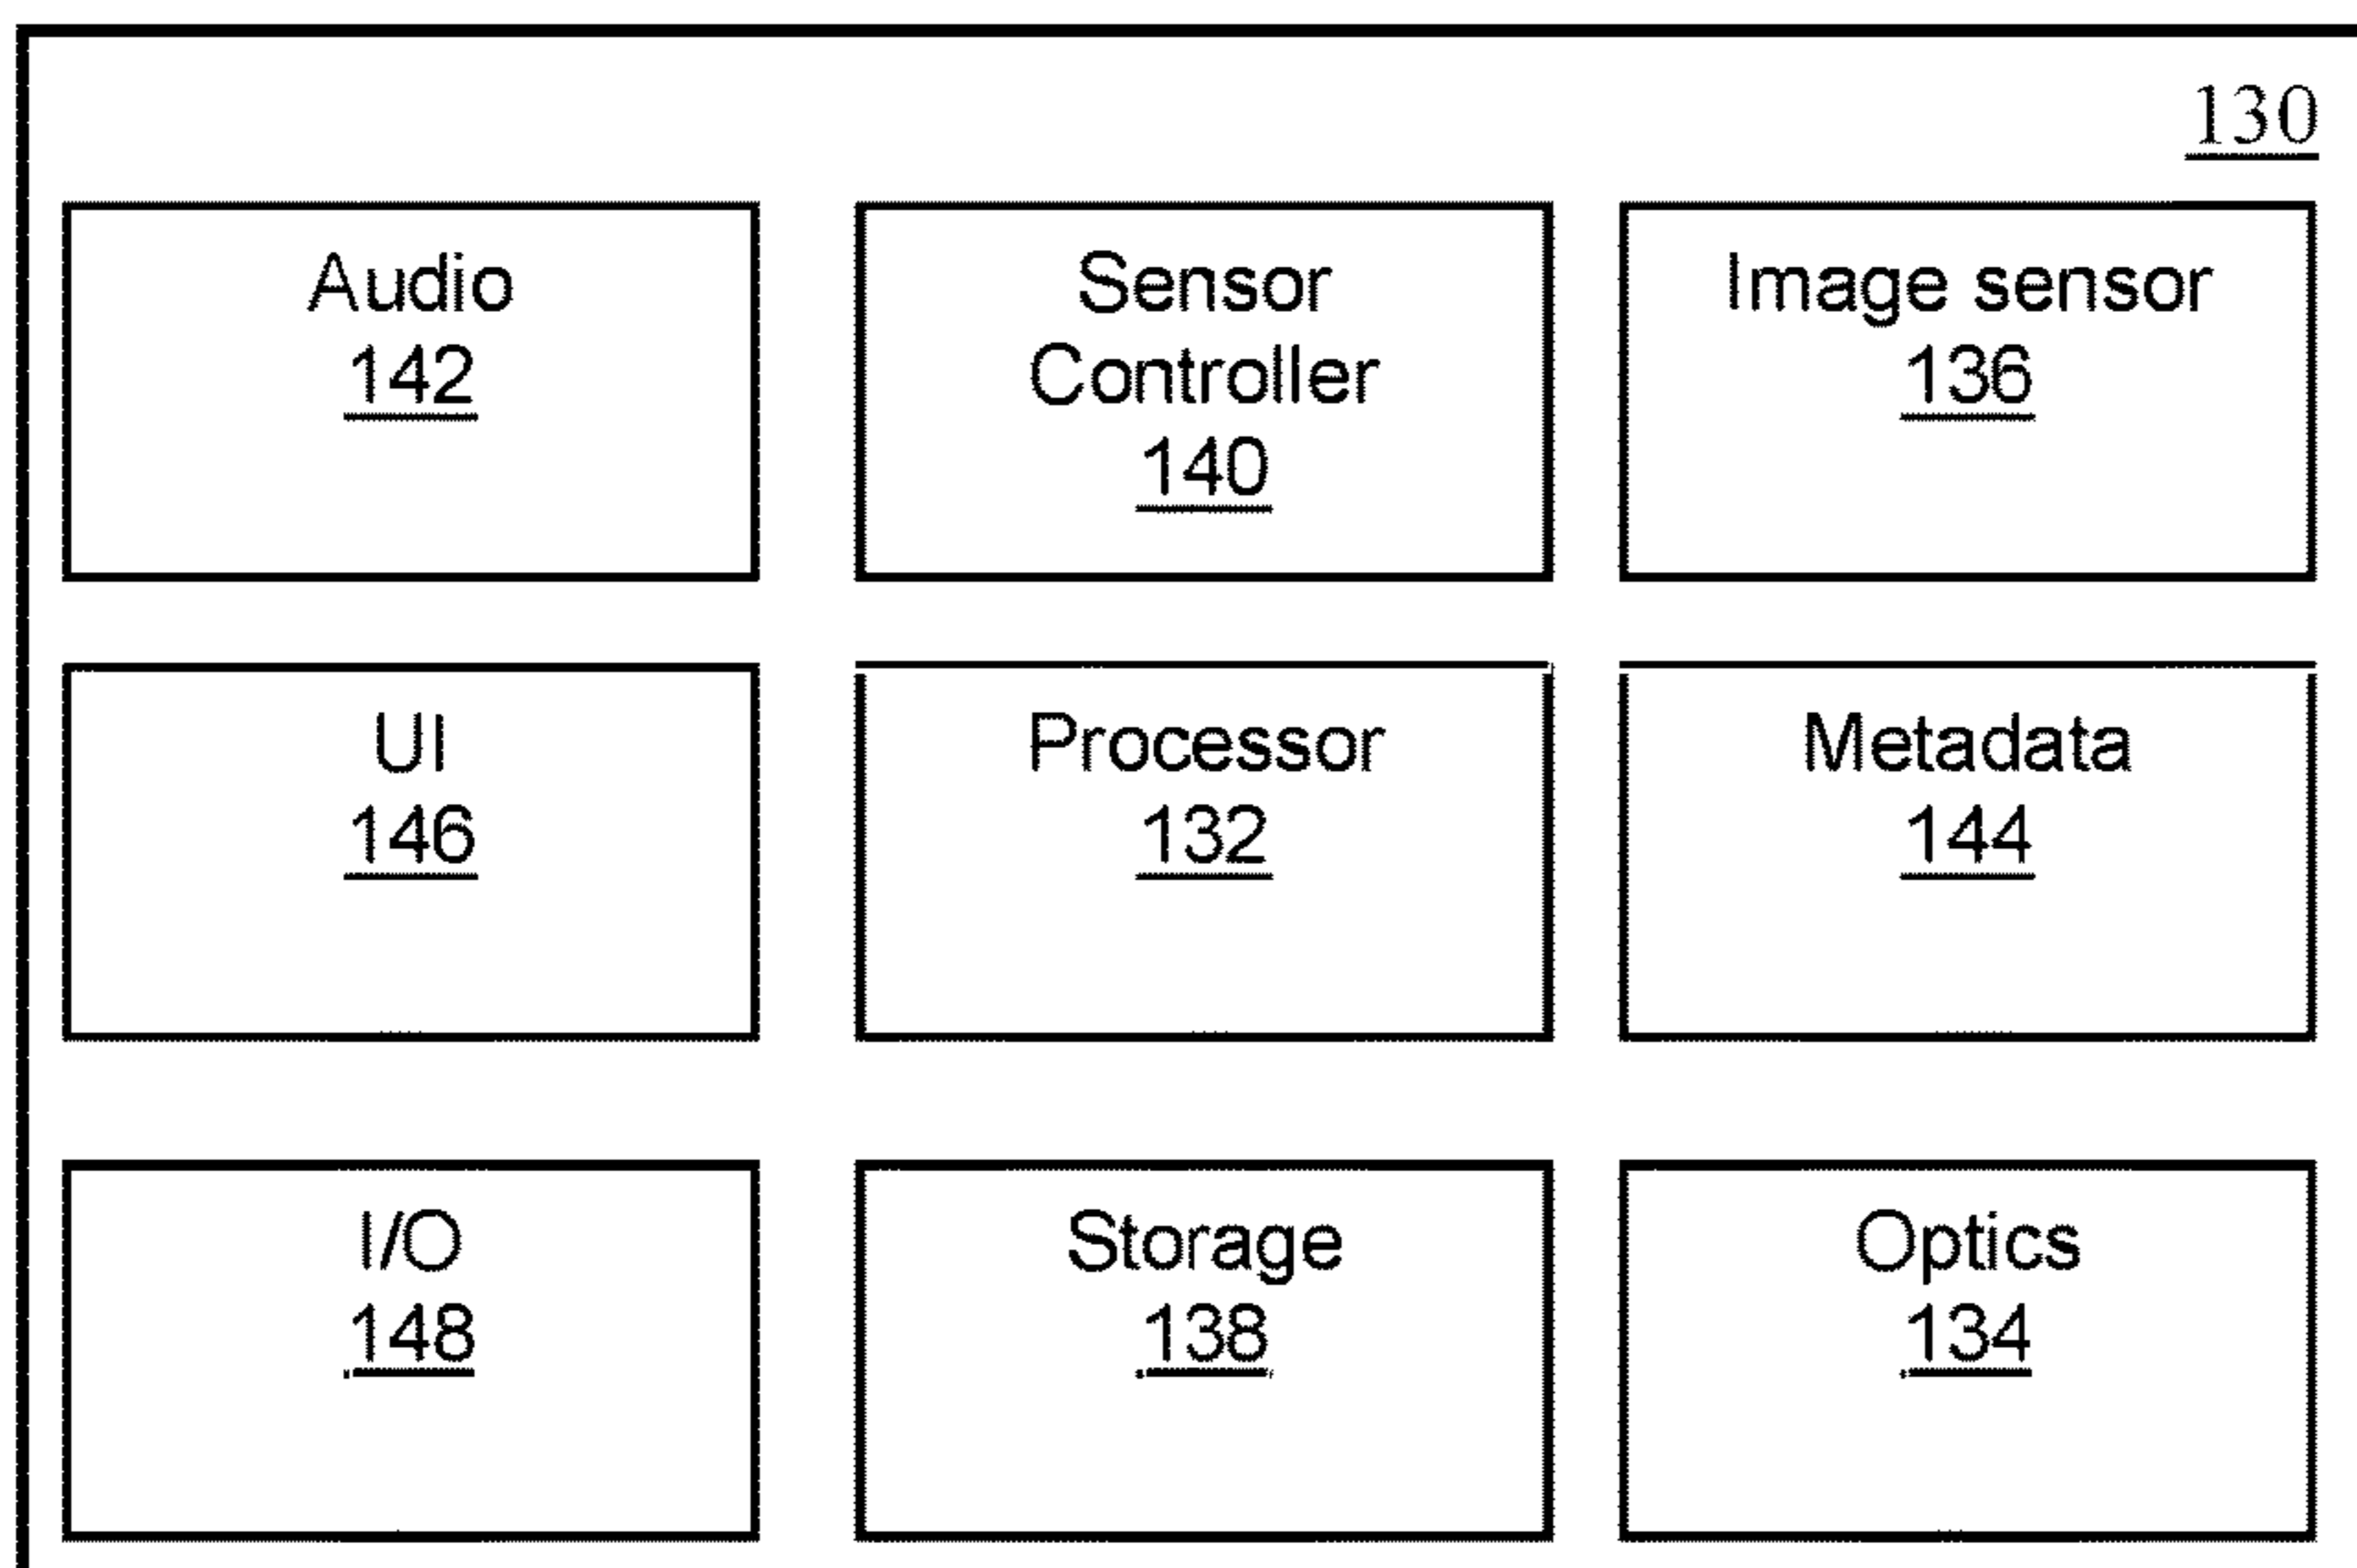 130
Audio
142
Sensor
Controller
140
Image sensor
136
UI
146
Processor
132
Metadata
144
I/O
148
Storage
138
Optics
134